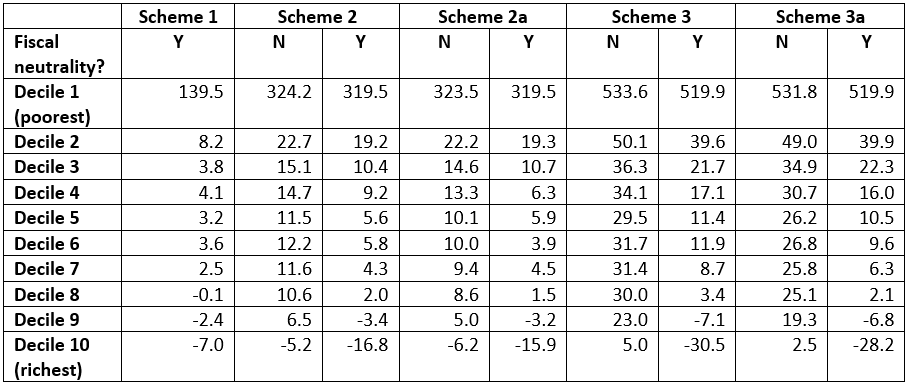 Scheme 1 Scheme 2 Scheme 2a Scheme 3 Scheme 3a
Fiscal Y N Y N Y N Y N Y
neutrality?
Decile 1 139.5 324.2 319.5 323.5 319.5 533.6 519.9 531.8 519.9
(poorest)
Decile 2 8.2 22.7 19.2 22.2 19.3 50.1 39.6 49.0 39.9
Decile 3 3.8 15.1 10.4 14.6 10.7 36.3 21.7 34.9 22.3
Decile 4 4.1 14.7 9.2 13.3 6.3 34.1 17.1 30.7 16.0
Decile 5 3.2 11.5 5.6 10.1 5.9 29.5 11.4 26.2 10.5
Decile 6 3.6 12.2 5.8 10.0 3.9 31.7 11.9 26.8 9.6
Decile 7 2.5 11.6 4.3 9.4 4.5 31.4 8.7 25.8 6.3
Decile 8 -0.1 10.6 2.0 8.6 1.5 30.0 3.4 25.1 2.1
Decile 9 -2.4 6.5 -3.4 5.0 -3.2 23.0 -7.1 19.3 -6.8
Decile 10 -7.0 -5.2 -16.8 -6.2 -15.9 5.0 -30.5 2.5 -28.2
(richest)